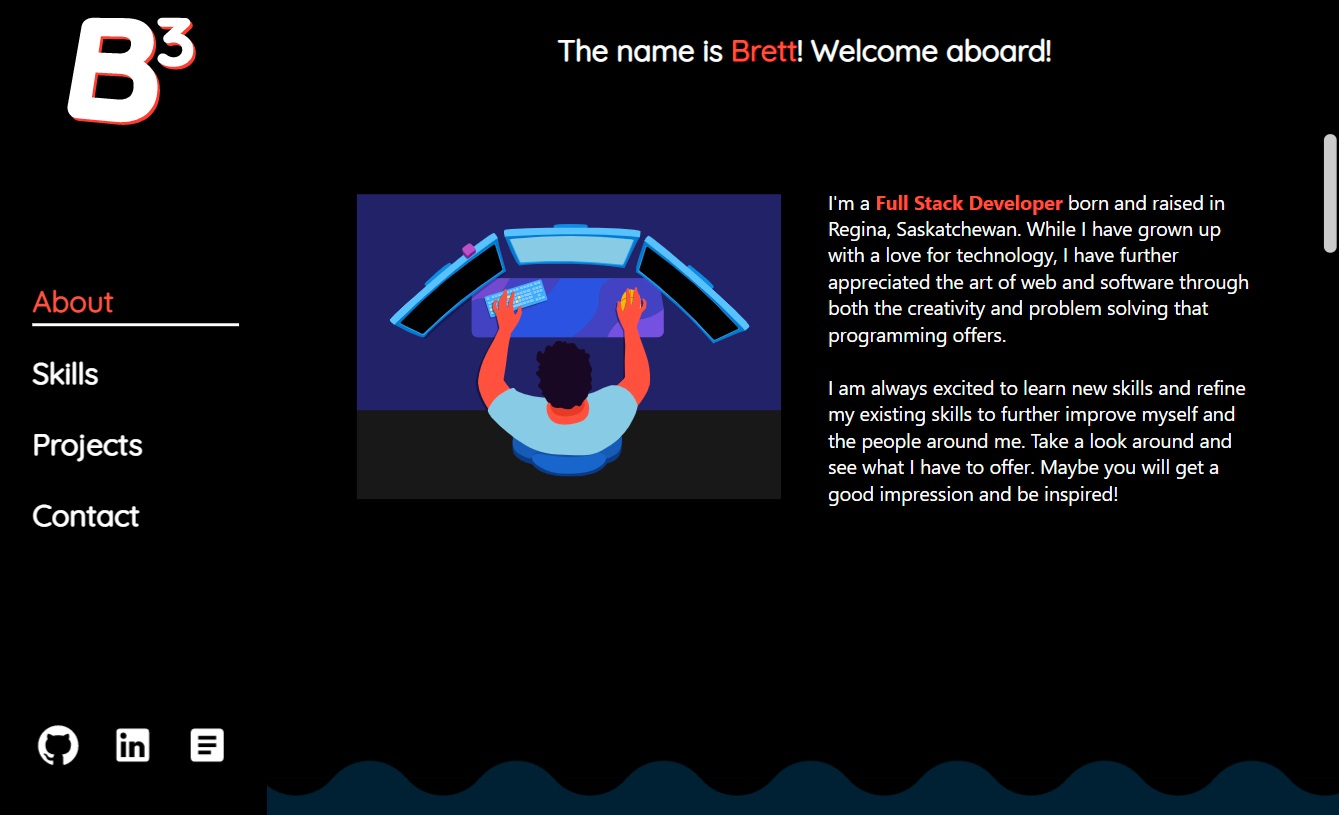 B³
The name is Brett! Welcome aboard!
About
Skills
Projects
Contact
I'm a Full Stack Developer born and raised in
Regina, Saskatchewan. While I have grown up
with a love for technology, I have further
appreciated the art of web and software through
both the creativity and problem solving that
programming offers.
I am always excited to learn new skills and refine
my existing skills to further improve myself and
the people around me. Take a look around and
see what I have to offer. Maybe you will get a
good impression and be inspired!
in